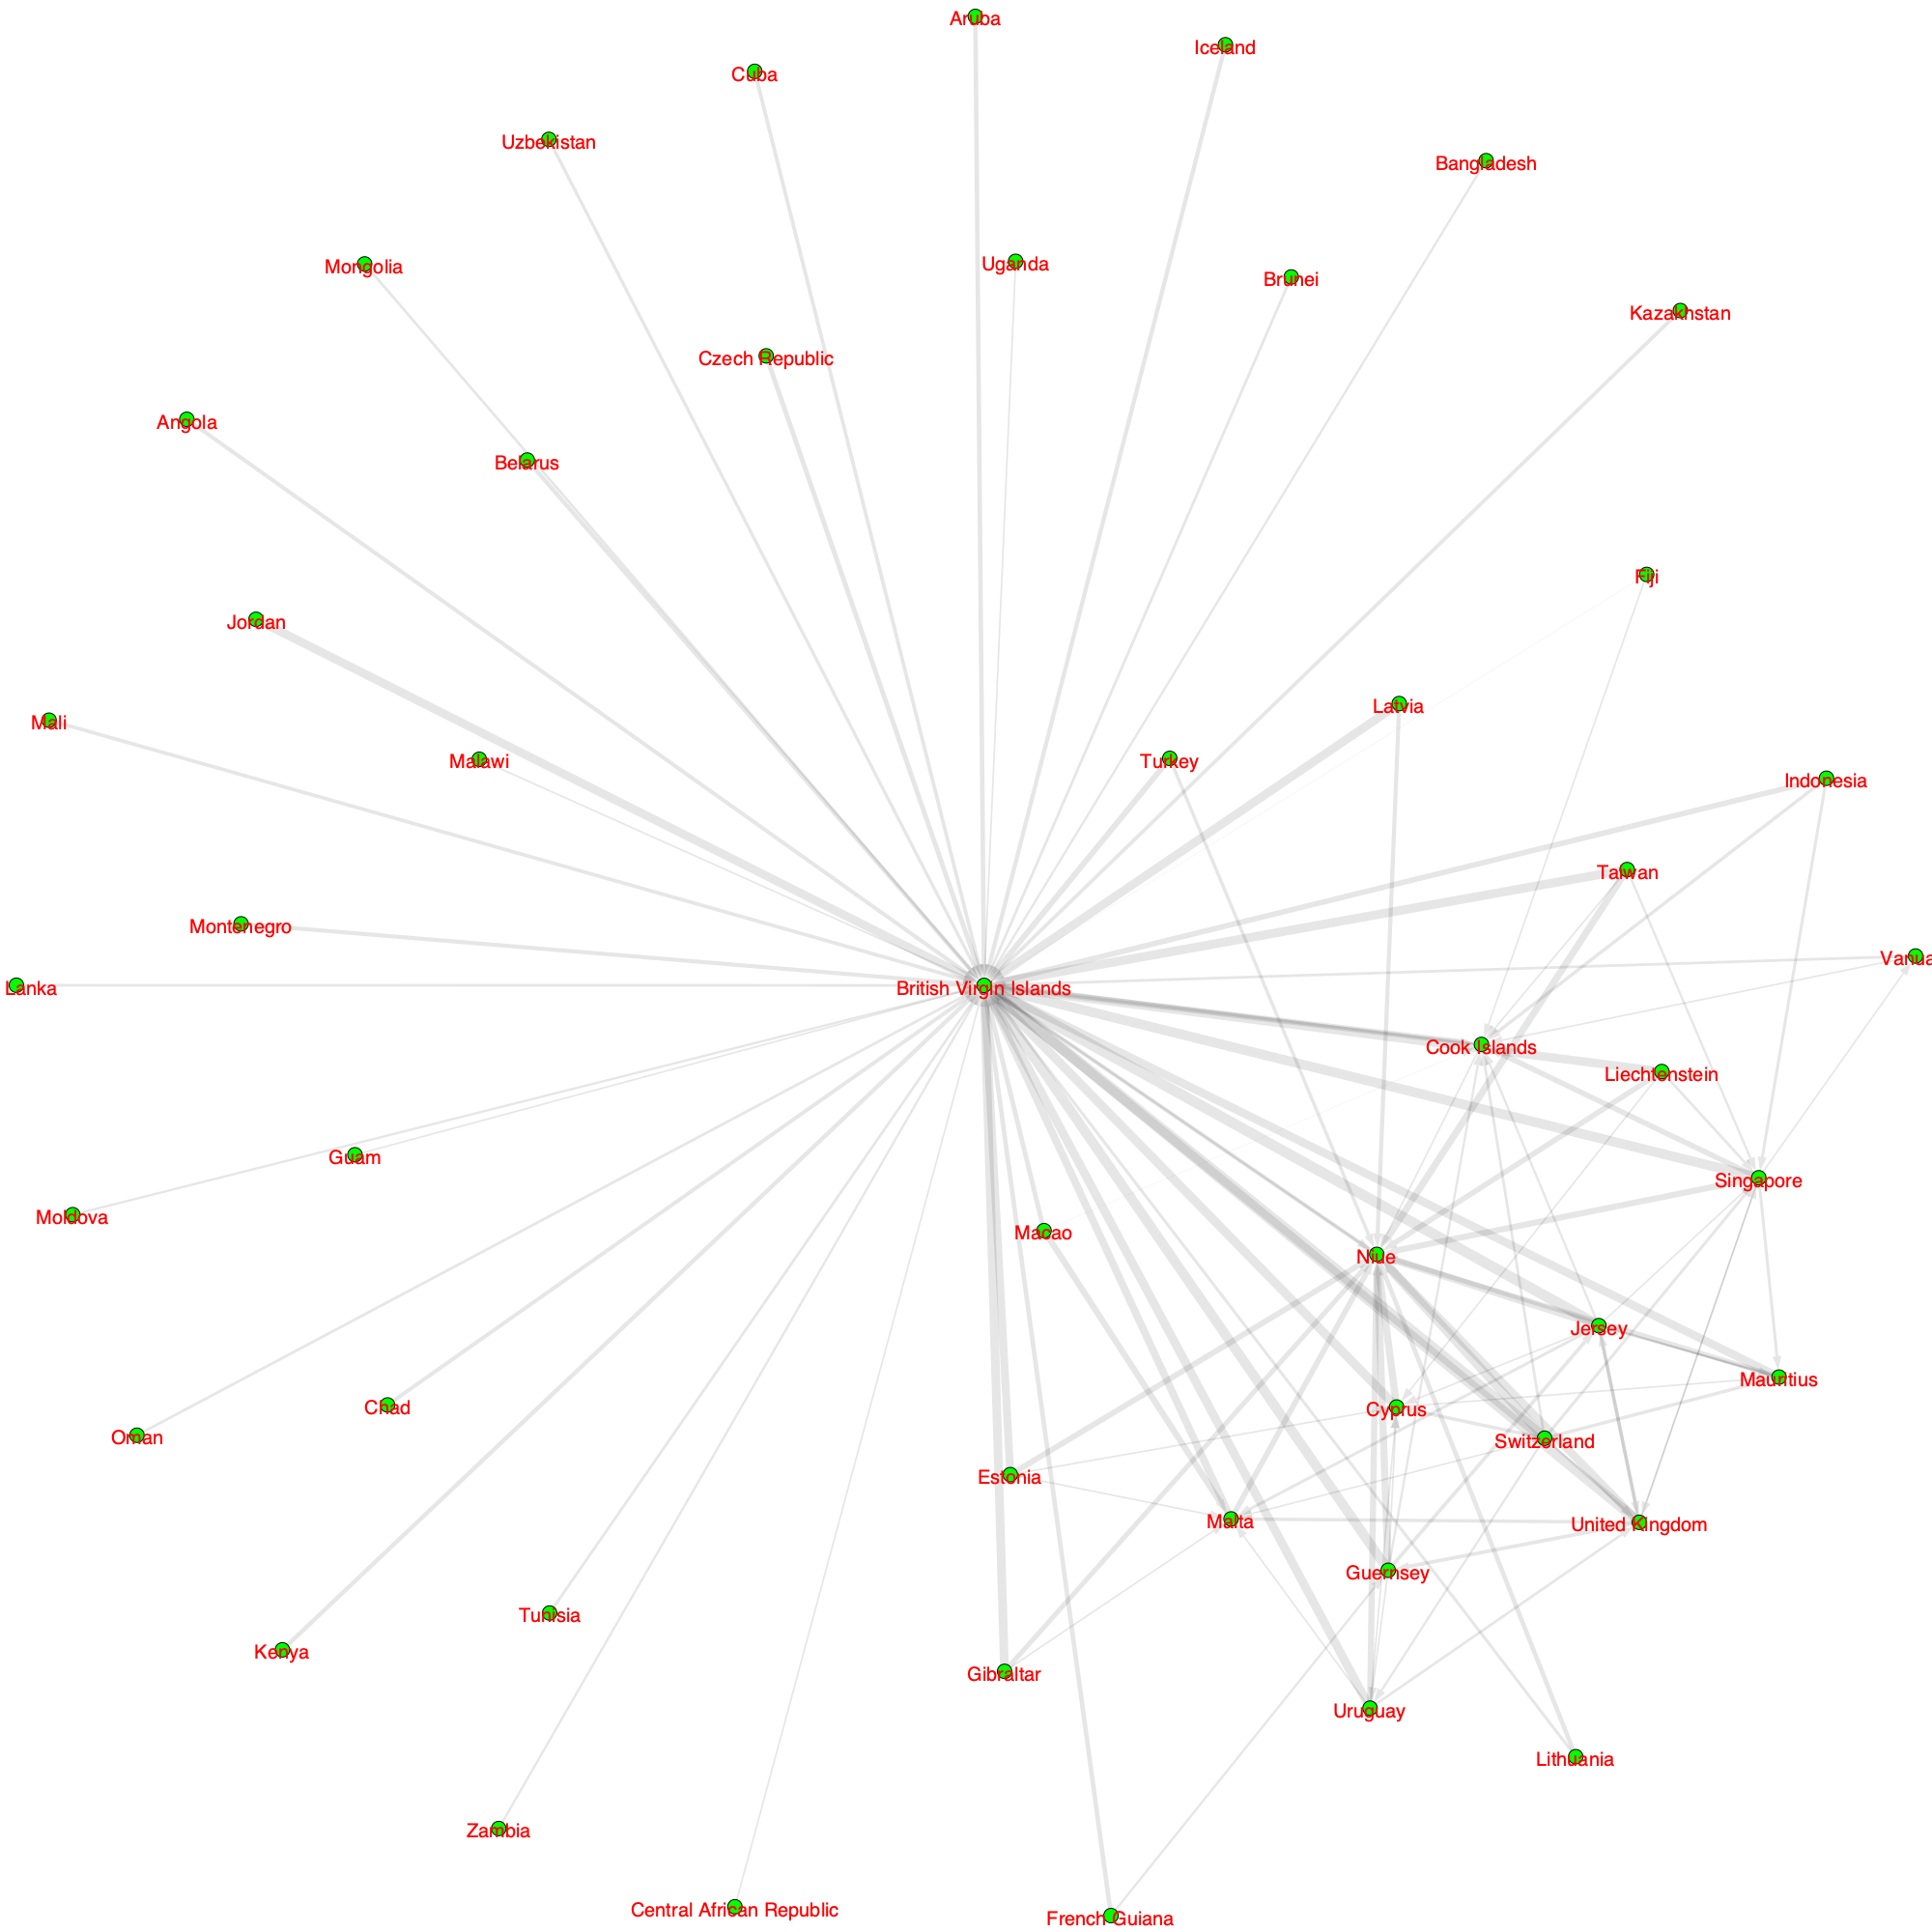 Aruba
Iceland
Cuba
Uzbekistan
Bangladesh
Uganda
Mongolia
Brunei
Kazakhstan
Czech Republic
Angola
Belarus
Fiji
Jordan
Latvia
Mali
Malawi
Turkey
Indonesia
Taiwan
Montenegro
Vanua
Lanka
British Virgin Islands
Cook Islands
Liechtenstein
Guam
Singapore
Moldova
Macao
Niue
Jersey
Mauritius
Chad
Cyprus
Oman
Switzerland
Estonia
Malta
United Kingdom
Guernsey
Tunisia
Kenya
Gibraltar
Uruguay
Lithuania
Zambia
Central African Republic
French Guiana